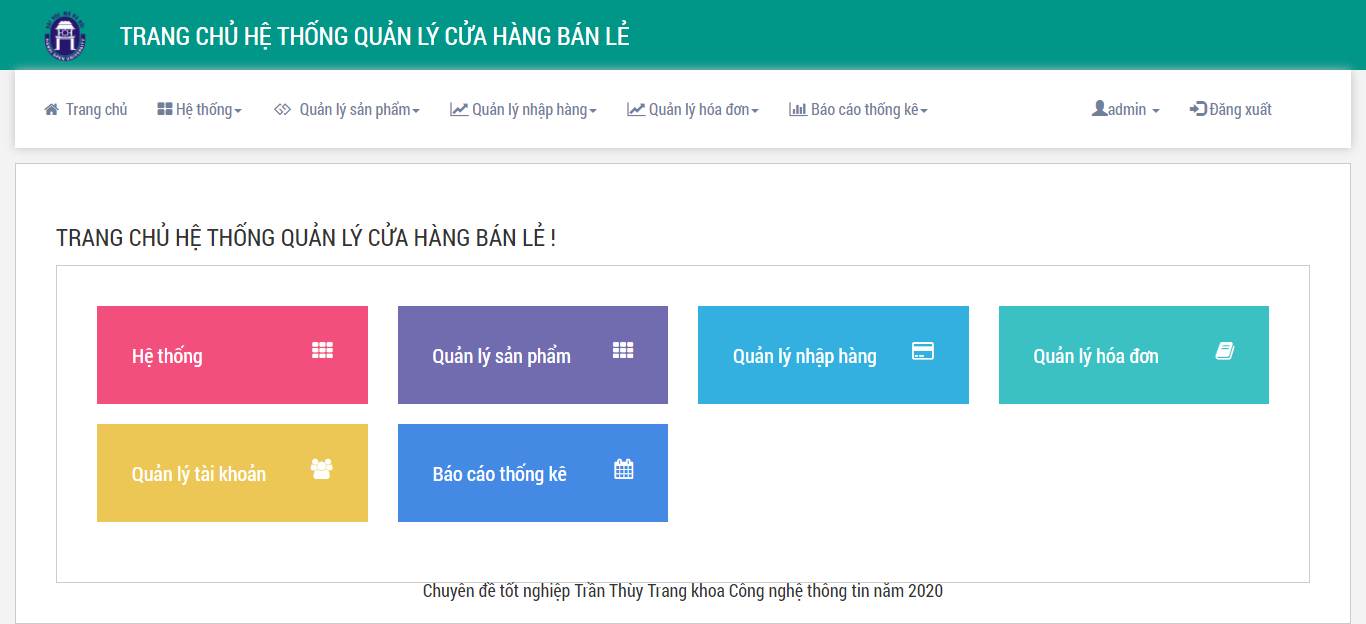 TRANG CHỦ HỆ THỐNG QUẢN LÝ CỬA HÀNG BÁN LẺ
Trang chủ Hệ thống Quản lý sản phẩm Quản lý nhập hàng Quản lý hóa đơn Báo cáo thống kê admin Đăng xuất
TRANG CHỦ HỆ THỐNG QUẢN LÝ CỬA HÀNG BÁN LẺ !
Hệ thống Quản lý sản phẩm Quản lý nhập hàng Quản lý hóa đơn
Quản lý tài khoản Báo cáo thống kê
Chuyên đề tốt nghiệp Trần Thùy Trang khoa Công nghệ thông tin năm 2020